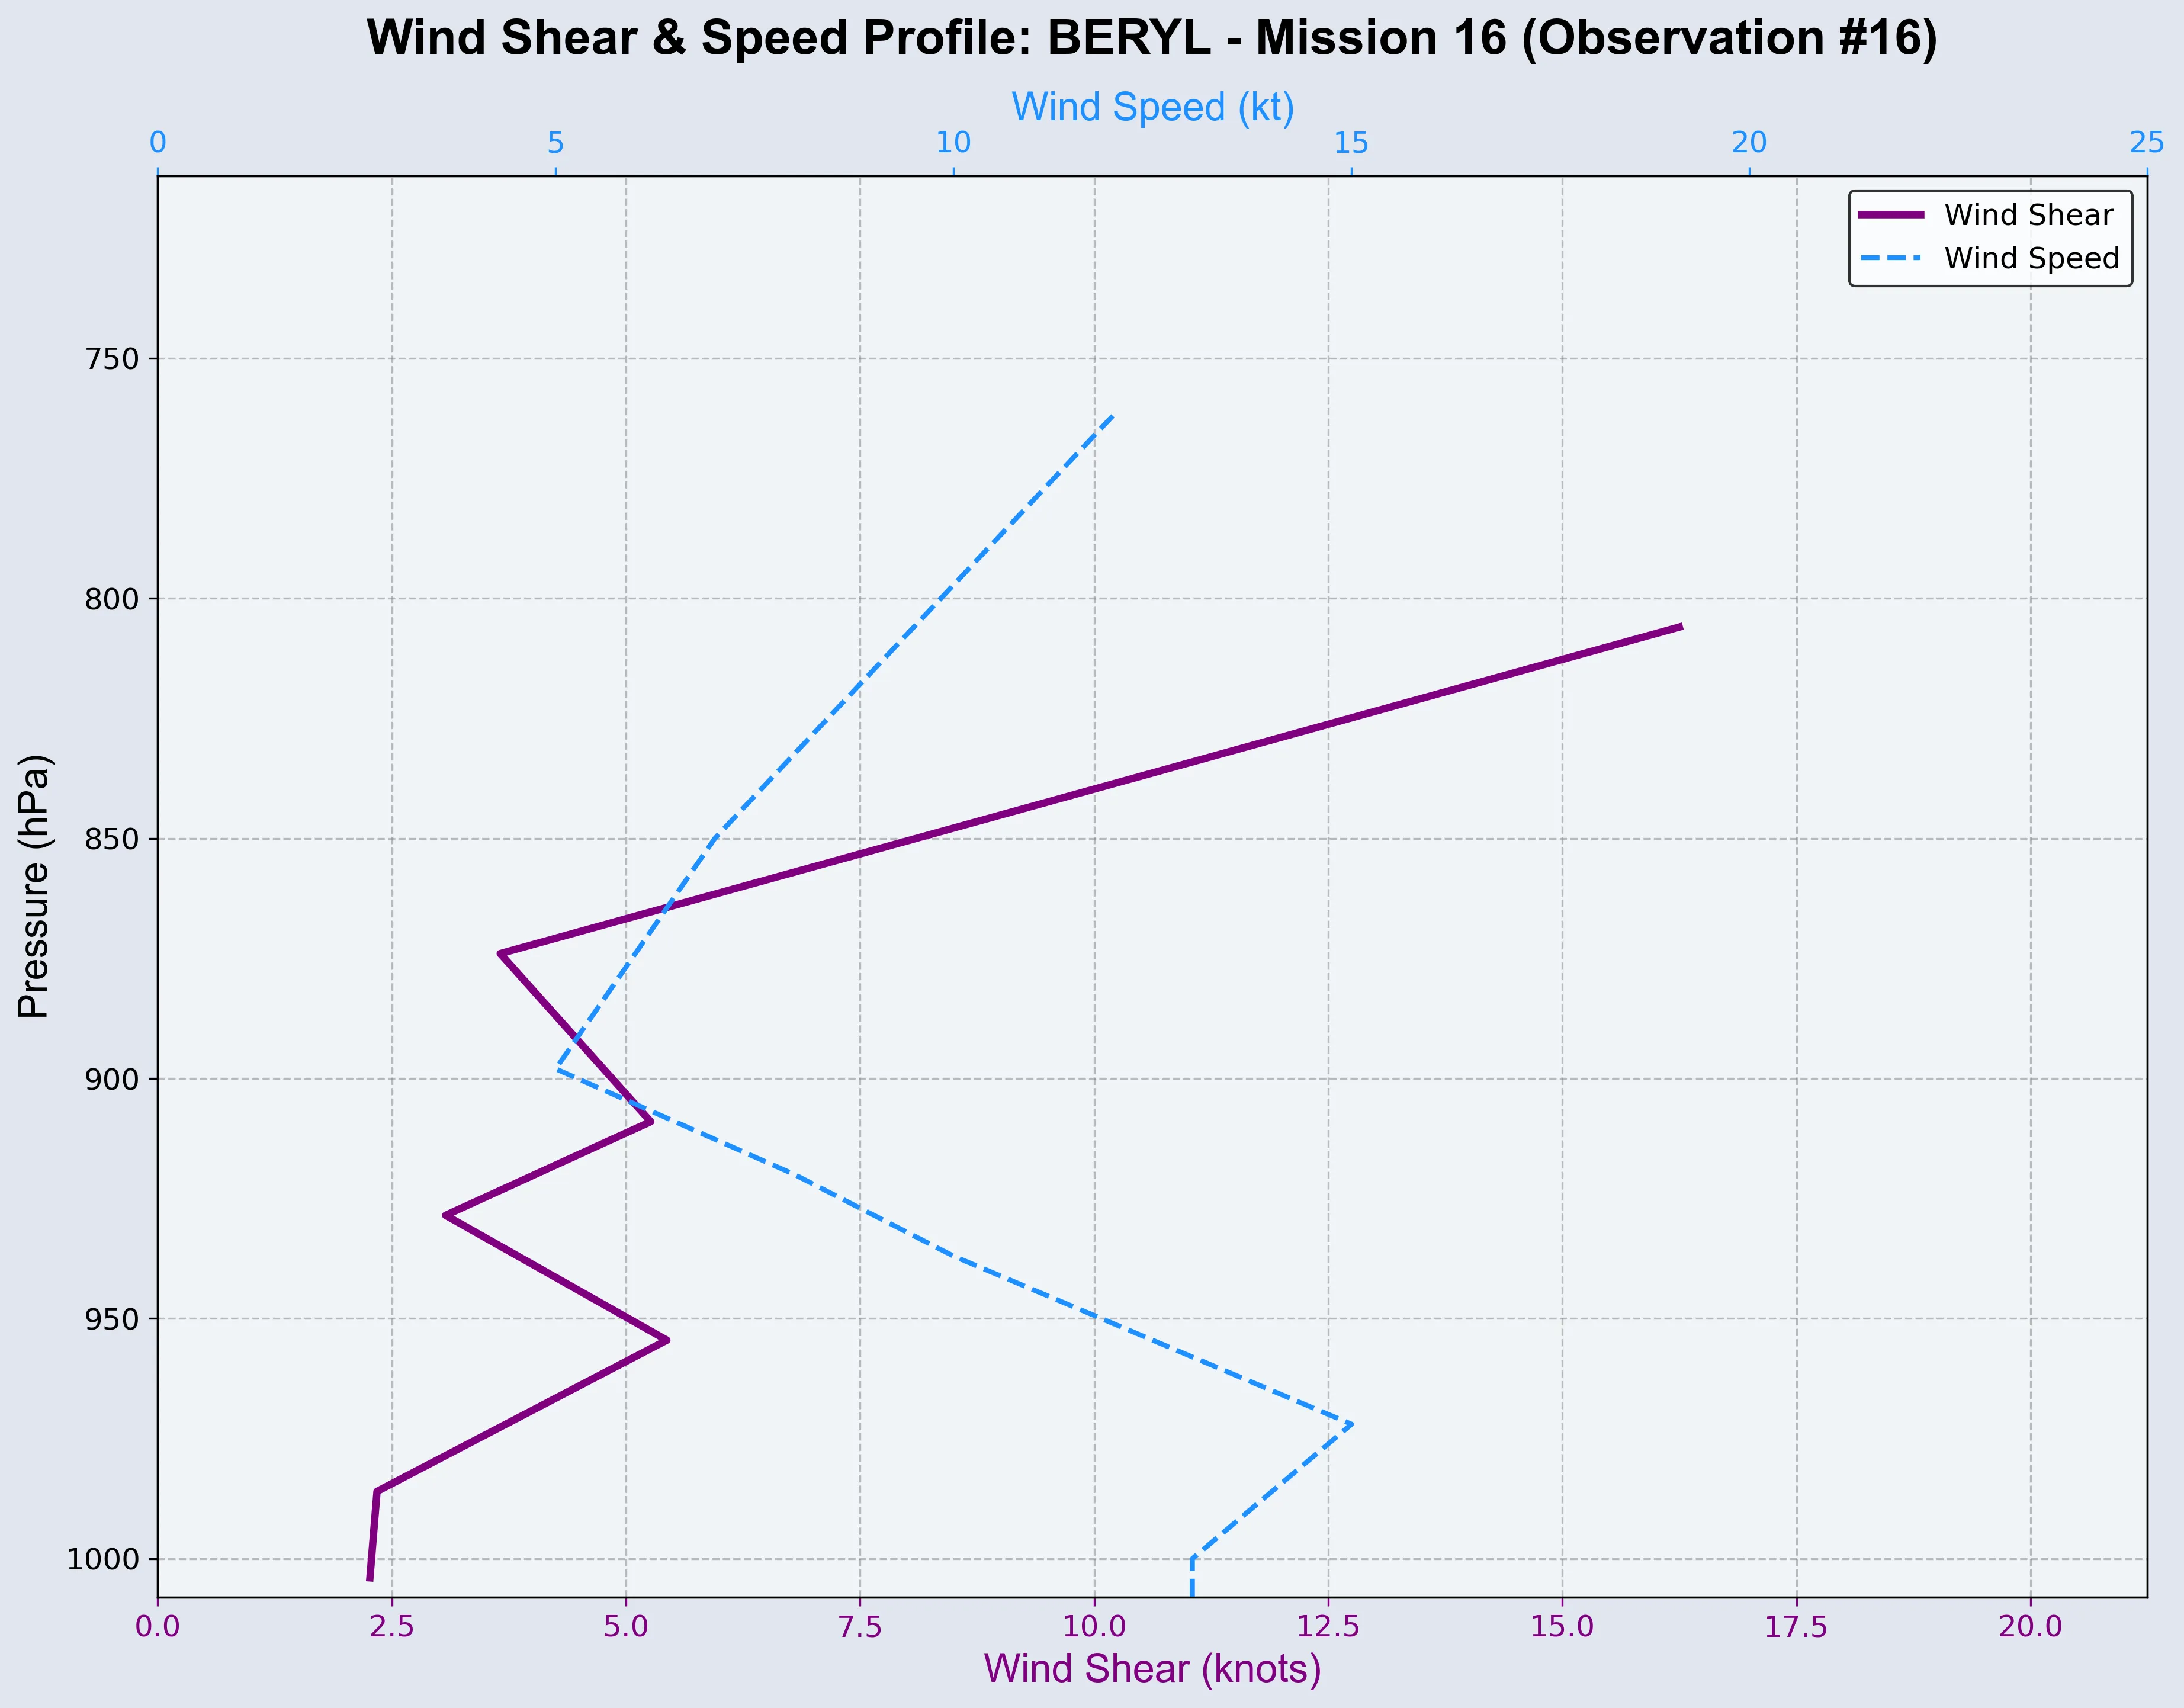 Wind Shear & Speed Profile: BERYL - Mission 16 (Observation #16)
Wind Speed (kt)
0 5 10 15 20 25
Wind Shear
Wind Speed
750
800
850
900
950
1000
Pressure (hPa)
0.0 2.5 5.0 7.5 10.0 12.5 15.0 17.5 20.0
Wind Shear (knots)